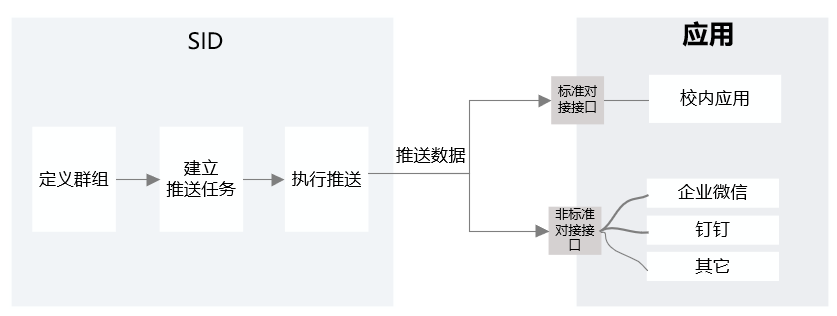 SID
定义群组
建立
推送任务
执行推送
推送数据
应用
标准对
接接口
校内应用
非标准
对接接
口
企业微信
钉钉
其它